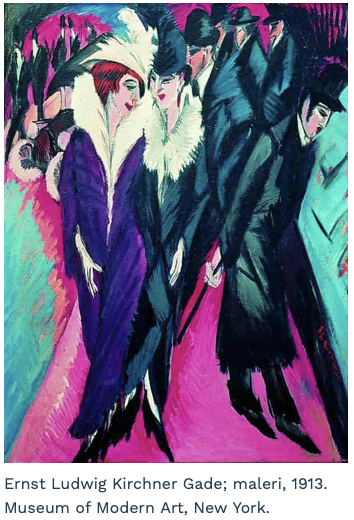 Ernst Ludwig Kirchner Gade; maleri, 1913.
Museum of Modern Art, New York.